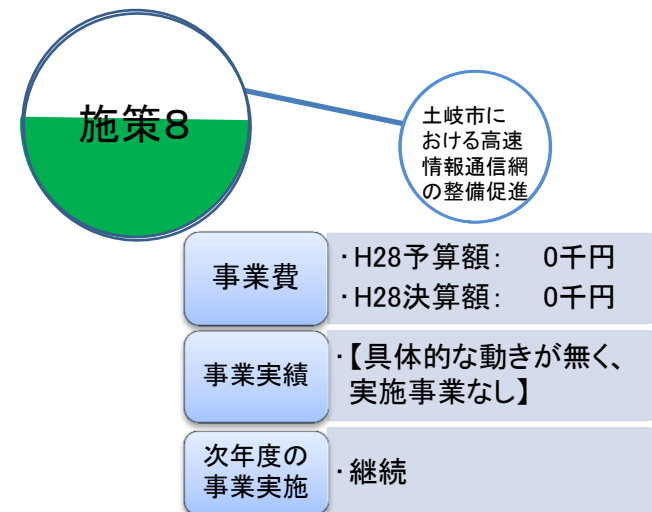 施策８
土岐市に
おける高速
情報通信網
の整備促進
事業費
・H28予算額：　0千円
・H28決算額：　0千円
事業実績
・【具体的な動きが無く、
実施事業なし】
次年度の
事業実施
・継続